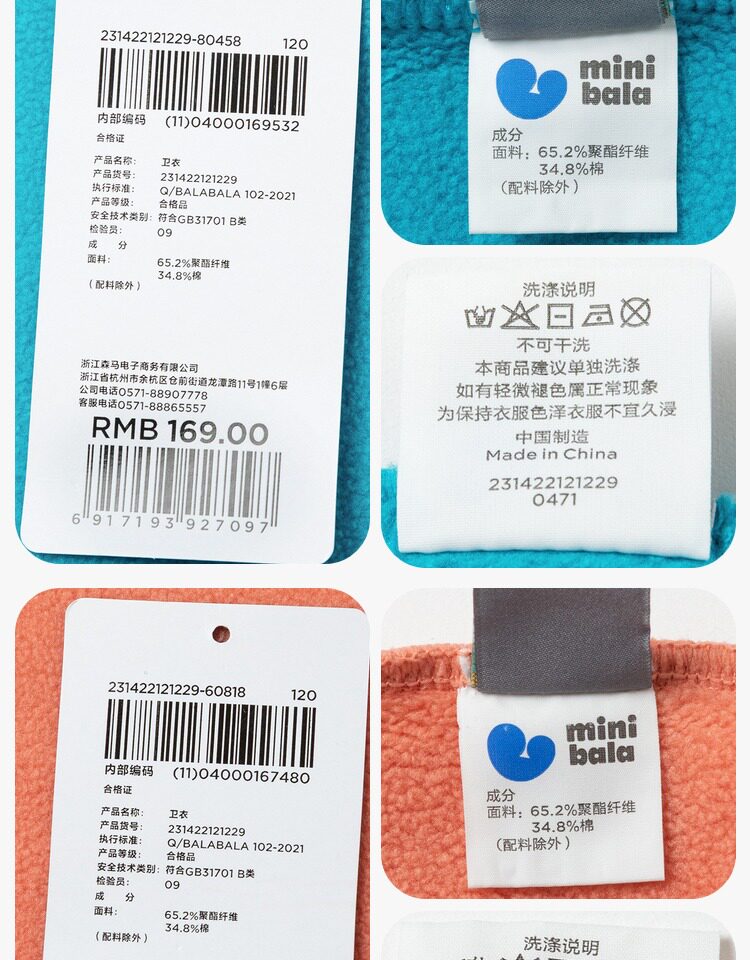 231422121229-80458 120
内部编码 (11)04000169532
合格证
产品名称： 卫衣
产品货号： 231422121229
执行标准： Q/BALABALA 102-2021
产品等级： 合格品
安全技术类别： 符合GB31701 B类
检验员： 09
成 分
面料： 65.2%聚酯纤维
34.8%棉
（配料除外）
浙江森马电子商务有限公司
浙江省杭州市余杭区仓前街道龙潭路11号1幢6层
公司电话0571-88907778
客服电话0571-88865557
RMB 169.00
6 917193 927097
mini
bala
成分
面料： 65.2%聚酯纤维
34.8%棉
（配料除外）
洗涤说明
不可干洗
本商品建议单独洗涤
如有轻微褪色属正常现象
为保持衣服色泽衣服不宜久浸
中国制造
Made in China
231422121229
0471
231422121229-60818 120
内部编码 (11)04000167480
合格证
产品名称： 卫衣
产品货号： 231422121229
执行标准： Q/BALABALA 102-2021
产品等级： 合格品
安全技术类别： 符合GB31701 B类
检验员： 09
成 分
面料： 65.2%聚酯纤维
34.8%棉
（配料除外）
mini
bala
成分
面料： 65.2%聚酯纤维
34.8%棉
（配料除外）
洗涤说明